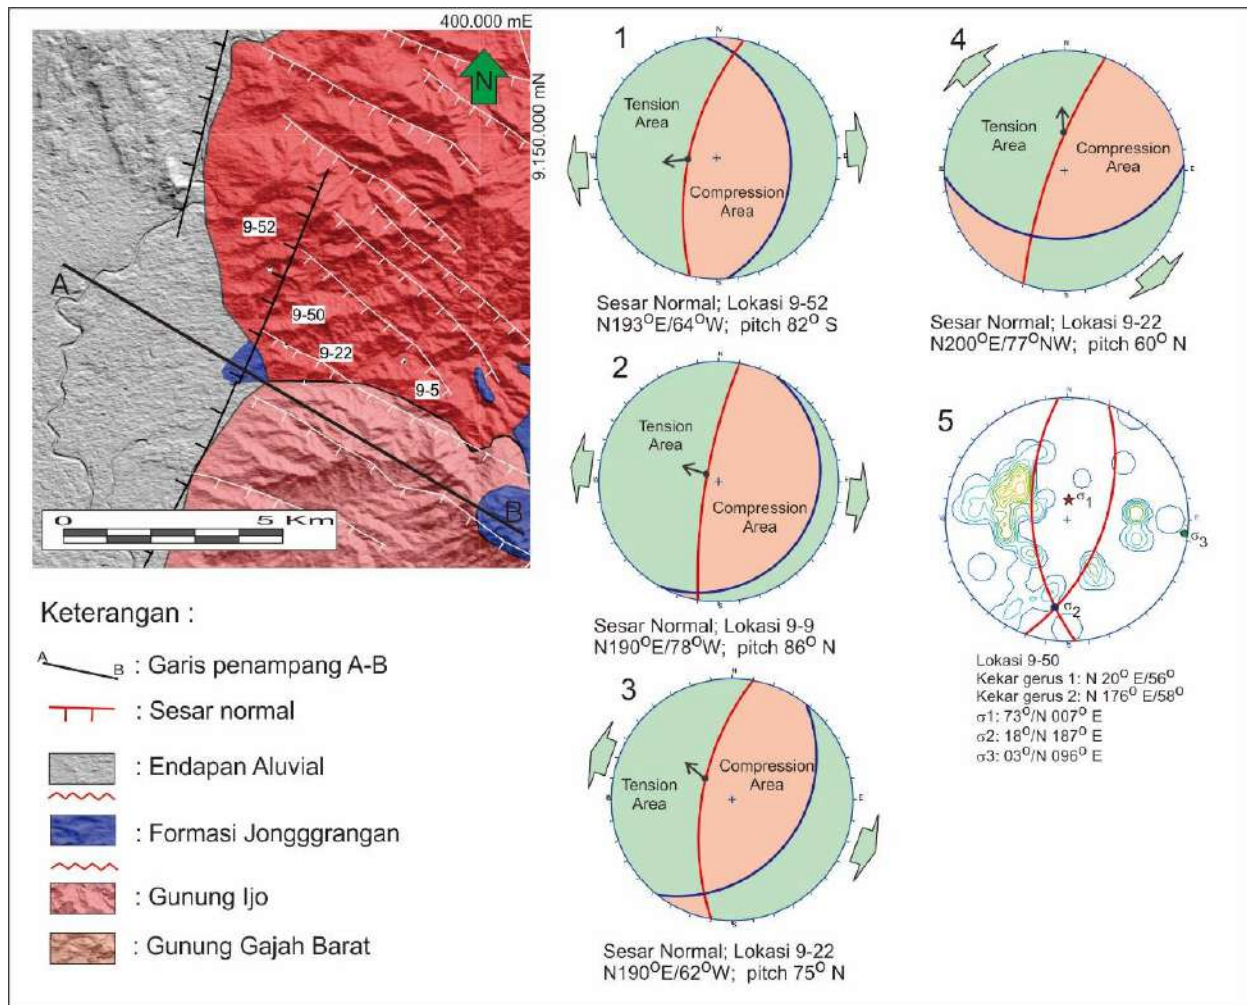 400.000 mE
N
9.150.000 mN
9-52
A
9-50
9-22
9-5
B
0 5 Km
Keterangan :
A B : Garis penampang A-B
: Sesar normal
: Endapan Aluvial
: Formasi Jongggrangan
: Gunung Ijo
: Gunung Gajah Barat
1
Tension
Area
Compression
Area
Sesar Normal; Lokasi 9-52
N193°E/64°W; pitch 82° S
2
Tension
Area
Compression
Area
Sesar Normal; Lokasi 9-9
N190°E/78°W; pitch 86° N
3
Tension
Area
Compression
Area
Sesar Normal; Lokasi 9-22
N190°E/62°W; pitch 75° N
4
Tension
Area
Compression
Area
Sesar Normal; Lokasi 9-22
N200°E/77°NW; pitch 60° N
5
σ1
σ3
σ2
Lokasi 9-50
Kekar gerus 1: N 20° E/56°
Kekar gerus 2: N 176° E/58°
σ1: 73°/N 007° E
σ2: 18°/N 187° E
σ3: 03°/N 096° E